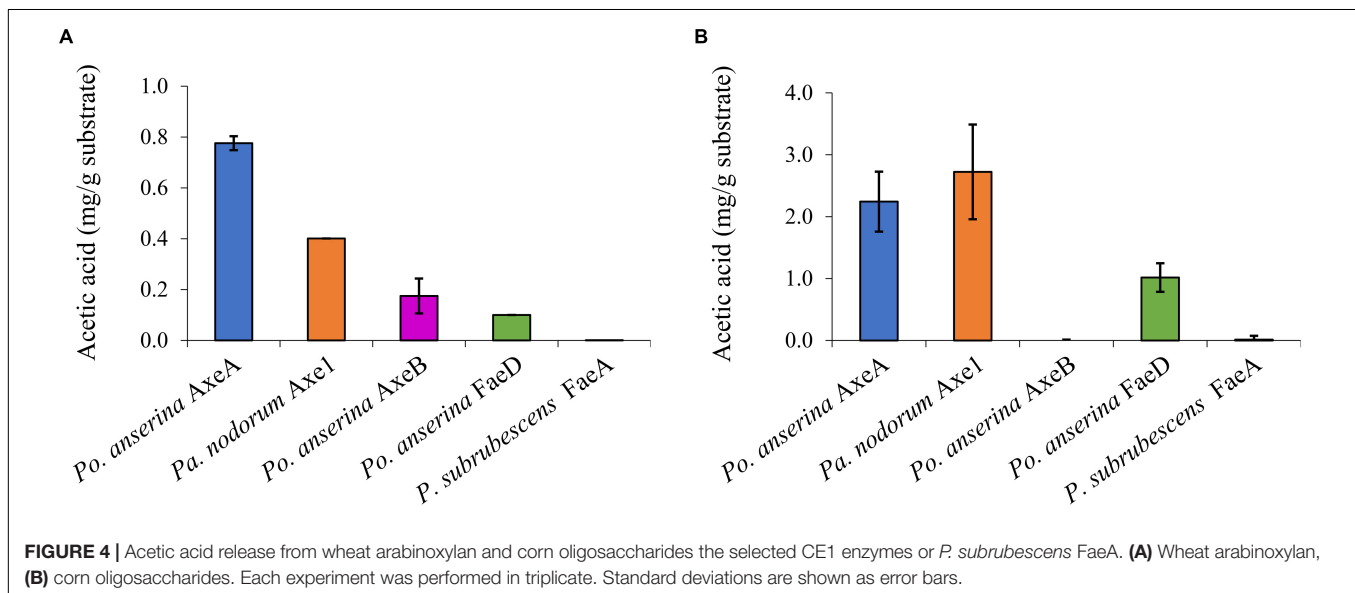 A
Acetic acid (mg/g substrate)
1.0
0.8
0.6
0.4
0.2
0.0
Po. anserina AxeA
Pa. nodorum Axe1
Po. anserina AxeB
Po. anserina FaeD
P. subrubescens FaeA
B
Acetic acid (mg/g substrate)
4.0
3.0
2.0
1.0
0.0
Po. anserina AxeA
Pa. nodorum Axe1
Po. anserina AxeB
Po. anserina FaeD
P. subrubescens FaeA
FIGURE 4 | Acetic acid release from wheat arabinoxylan and corn oligosaccharides the selected CE1 enzymes or P. subrubescens FaeA. (A) Wheat arabinoxylan,
(B) corn oligosaccharides. Each experiment was performed in triplicate. Standard deviations are shown as error bars.